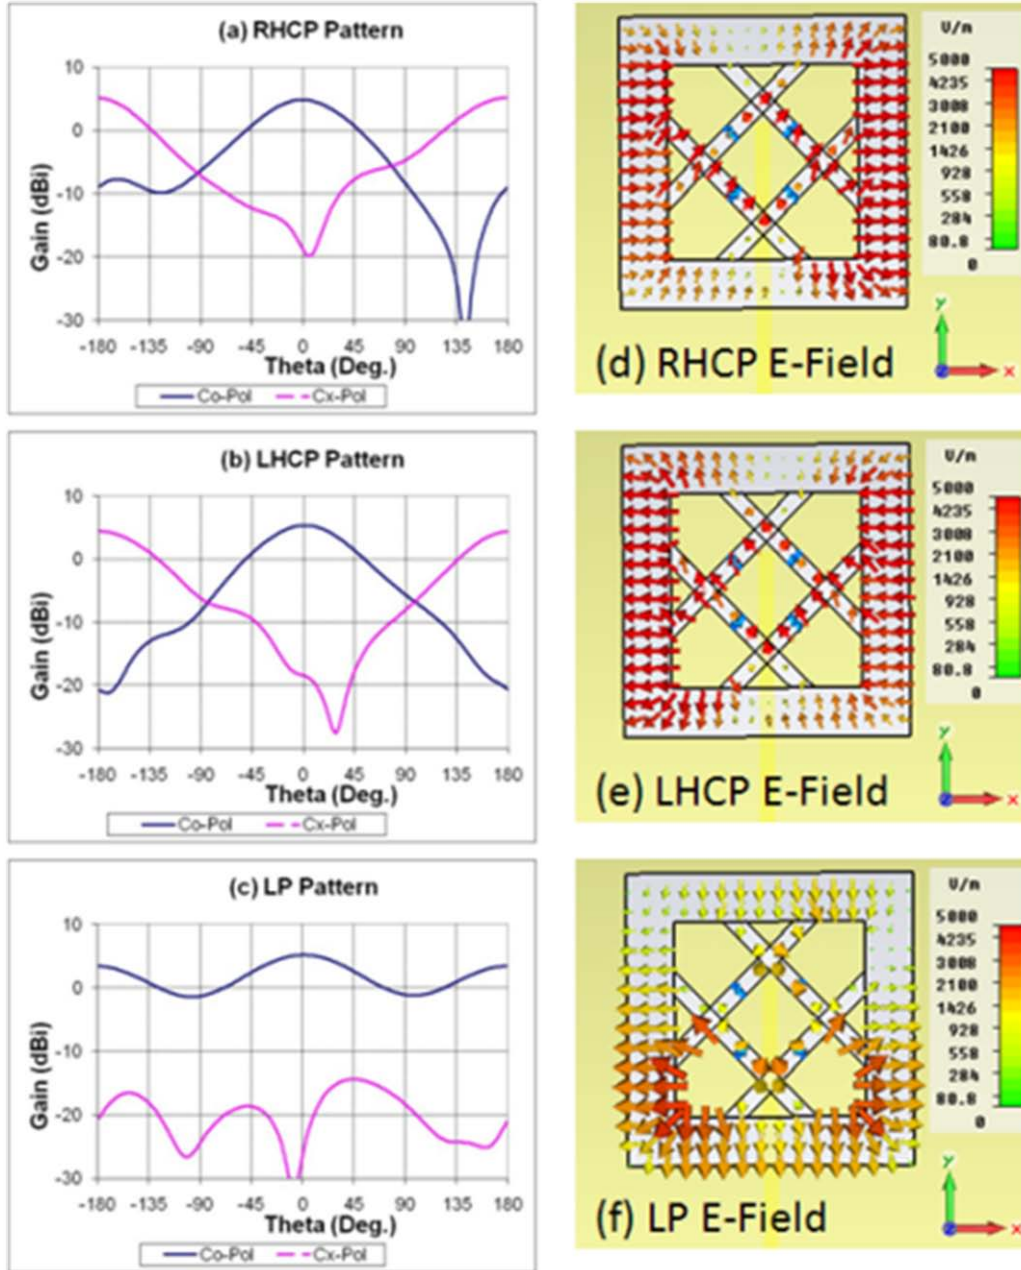 (a) RHCP Pattern
10
0
-10
-20
-30
Gain (dBi)
-180 -135 -90 -45 0 45 90 135 180
Theta (Deg.)
Co-Pol Cx-Pol
V/m
5000
4235
3008
2100
1426
928
558
284
80.8
0
y
z x
(d) RHCP E-Field
(b) LHCP Pattern
10
0
-10
-20
-30
Gain (dBi)
-180 -135 -90 -45 0 45 90 135 180
Theta (Deg.)
Co-Pol Cx-Pol
V/m
5000
4235
3008
2100
1426
928
558
284
80.8
0
y
z x
(e) LHCP E-Field
(c) LP Pattern
10
0
-10
-20
-30
Gain (dBi)
-180 -135 -90 -45 0 45 90 135 180
Theta (Deg.)
Co-Pol Cx-Pol
V/m
5000
4235
3008
2100
1426
928
558
284
80.8
0
y
z x
(f) LP E-Field